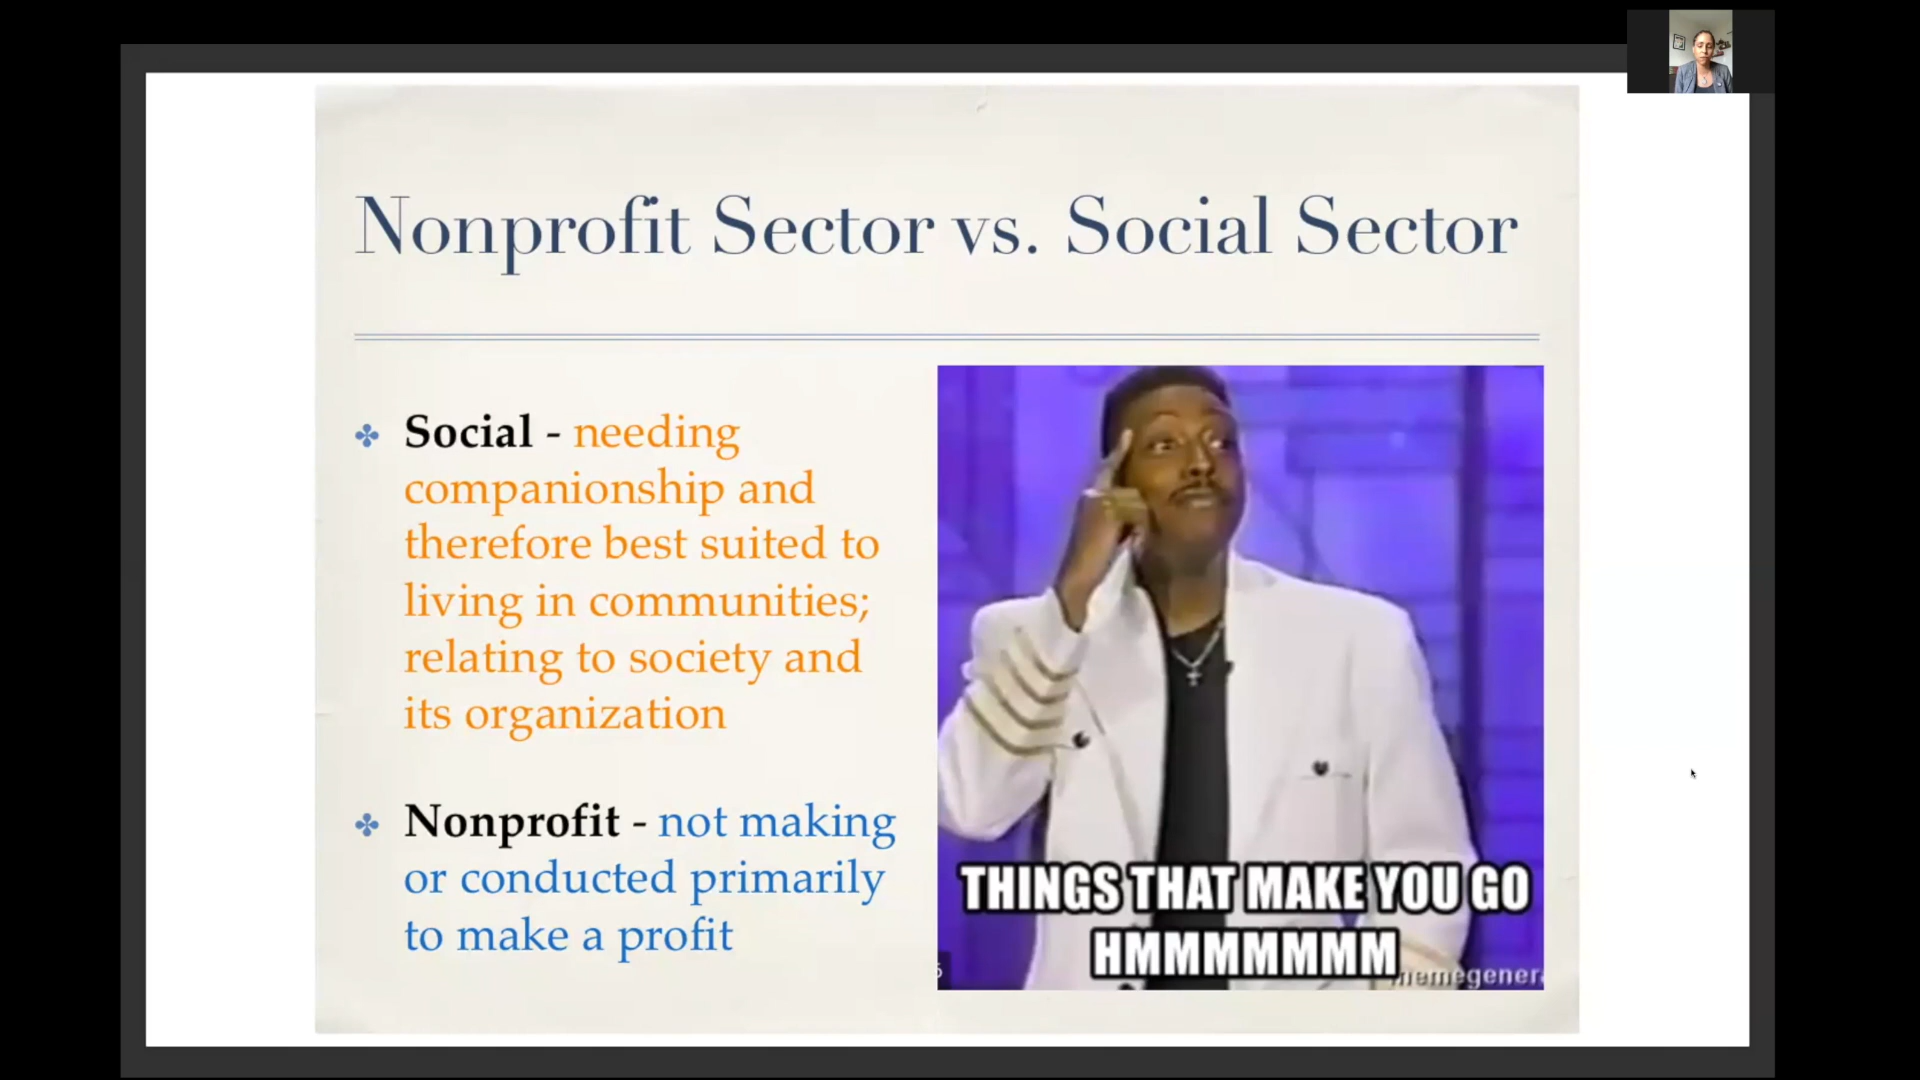 Nonprofit Sector vs. Social Sector
Social - needing
companionship and
therefore best suited to
living in communities;
relating to society and
its organization
Nonprofit - not making
or conducted primarily
to make a profit
THINGS THAT MAKE YOU GO
HMMMMMMM
memegener